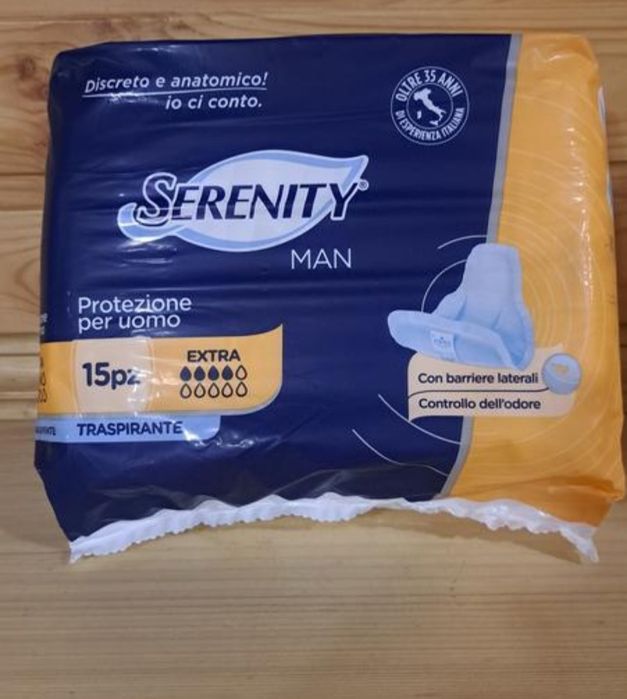 Discreto e anatomico!
io ci conto.
OLTRE 35 ANNI
DI ESPERIENZA ITALIANA
SERENITY®
MAN
Protezione
per uomo
15pz
EXTRA
TRASPIRANTE
Con barriere laterali
Controllo dell'odore